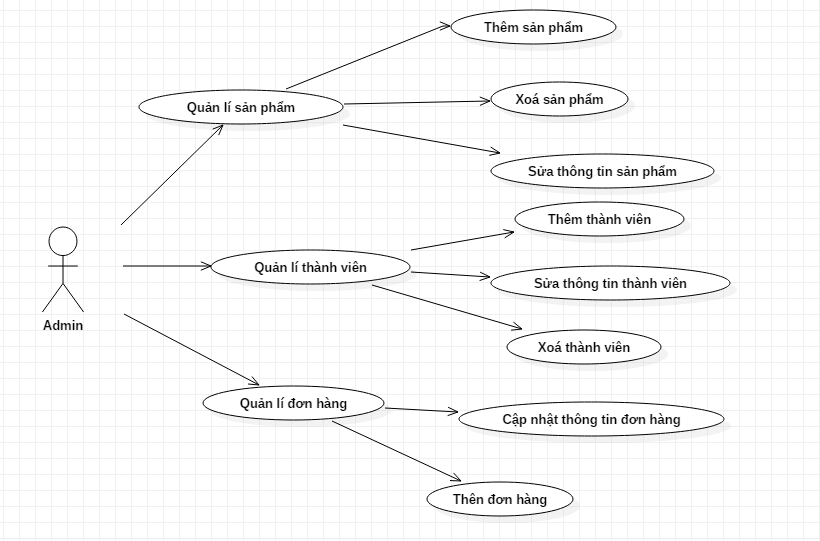 Thêm sản phẩm
Quản lí sản phẩm
Xoá sản phẩm
Sửa thông tin sản phẩm
Thêm thành viên
Quản lí thành viên
Sửa thông tin thành viên
Admin
Xoá thành viên
Quản lí đơn hàng
Cập nhật thông tin đơn hàng
Thên đơn hàng